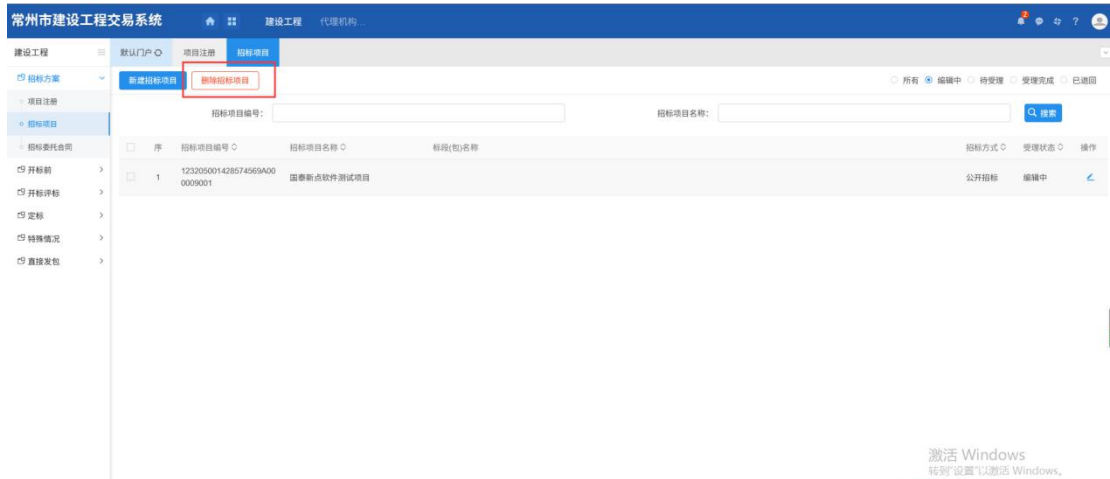 常州市建设工程交易系统 建设工程 代理机构... 2 ?
建设工程 默认门户 项目注册 招标项目
招标方案 新建招标项目 删除招标项目 所有 编辑中 待受理 受理完成 已退回
项目注册
招标项目编号: 招标项目名称: 搜索
招标项目
招标委托合同 序 招标项目编号 招标项目名称 标段(包)名称 招标方式 受理状态 操作
开标前
1 123205001428574569A00 国泰新点软件测试项目 公开招标 编辑中
0009001
开标评标
定标
特殊情况
直接发包
激活 Windows
转到"设置"以激活 Windows。